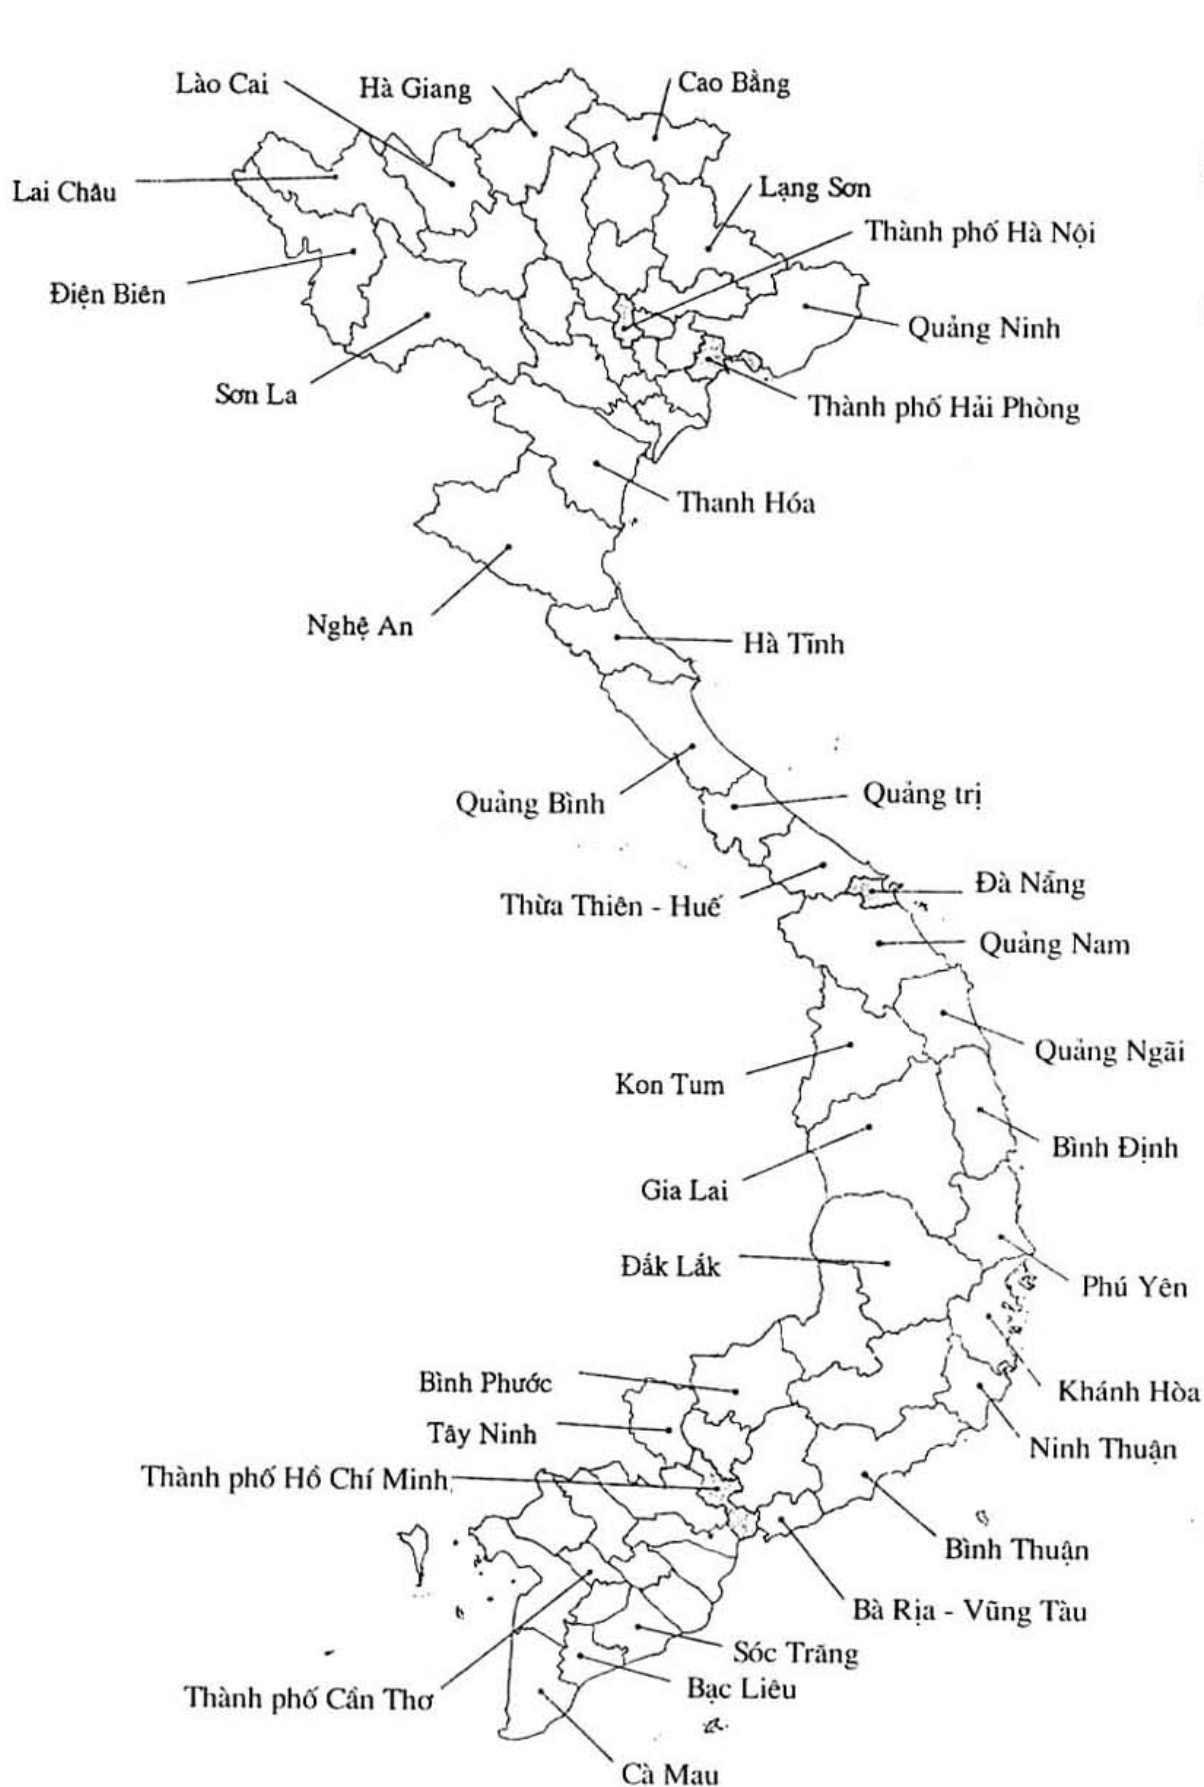 Lào Cai
Hà Giang
Cao Bằng
Lai Châu
Lạng Sơn
Thành phố Hà Nội
Điện Biên
Quảng Ninh
Sơn La
Thành phố Hải Phòng
Thanh Hóa
Nghệ An
Hà Tĩnh
Quảng Bình
Quảng trị
Thừa Thiên - Huế
Đà Nẵng
Quảng Nam
Quảng Ngãi
Kon Tum
Bình Định
Gia Lai
Đắk Lắk
Phú Yên
Bình Phước
Khánh Hòa
Tây Ninh
Ninh Thuận
Thành phố Hồ Chí Minh
Bình Thuận
Bà Rịa - Vũng Tàu
Sóc Trăng
Bạc Liêu
Thành phố Cần Thơ
Cà Mau